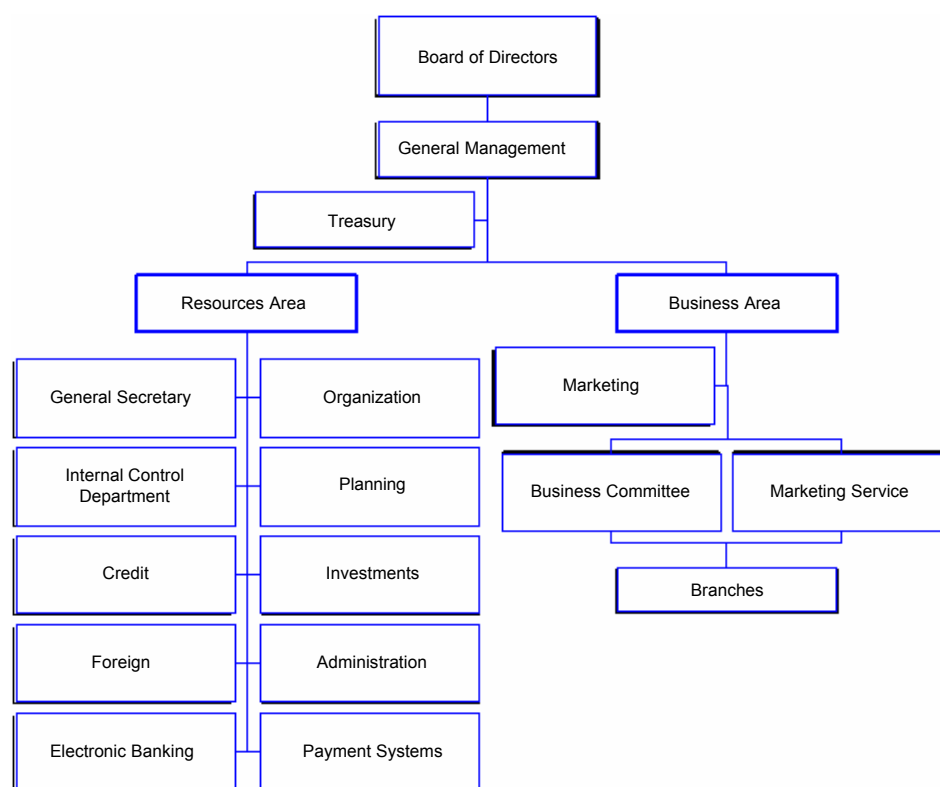 Board of Directors
General Management
Treasury
Resources Area
Business Area
General Secretary
Organization
Marketing
Internal Control
Department
Planning
Business Committee
Marketing Service
Credit
Investments
Branches
Foreign
Administration
Electronic Banking
Payment Systems